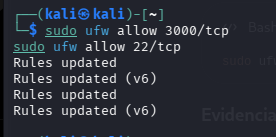 (kali㉿kali)-[~]
$ sudo ufw allow 3000/tcp
sudo ufw allow 22/tcp
Rules updated
Rules updated (v6)
Rules updated
Rules updated (v6)
Evidenci